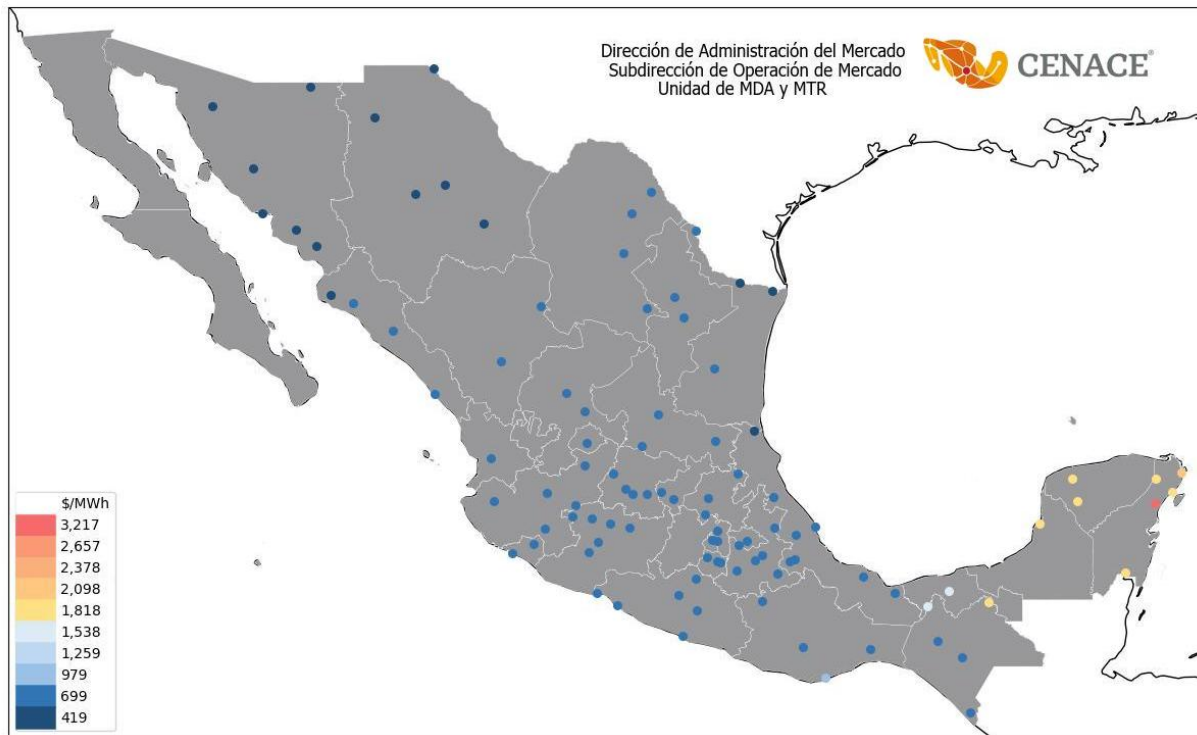 Dirección de Administración del Mercado
Subdirección de Operación de Mercado
Unidad de MDA y MTR
CENACE®
$/MWh
3,217
2,657
2,378
2,098
1,818
1,538
1,259
979
699
419